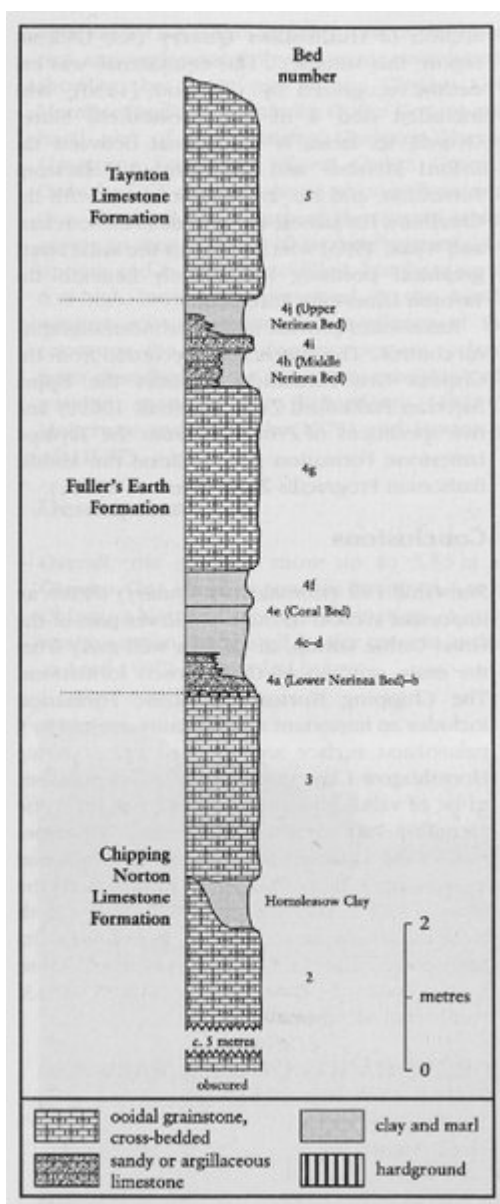 Bed
number
Taynton
Limestone
Formation
5
4j (Upper
Nerinea Bed)
4i
4h (Middle
Nerinea Bed)
4g
Fuller's Earth
Formation
4f
4e (Coral Bed)
4c–d
4a (Lower Nerinea Bed)–b
3
Chipping
Norton
Limestone
Formation
Hornsleasow Clay
2
2
metres
0
c. 5 metres
obscured
ooidal grainstone,
cross-bedded
clay and marl
sandy or argillaceous
limestone
hardground